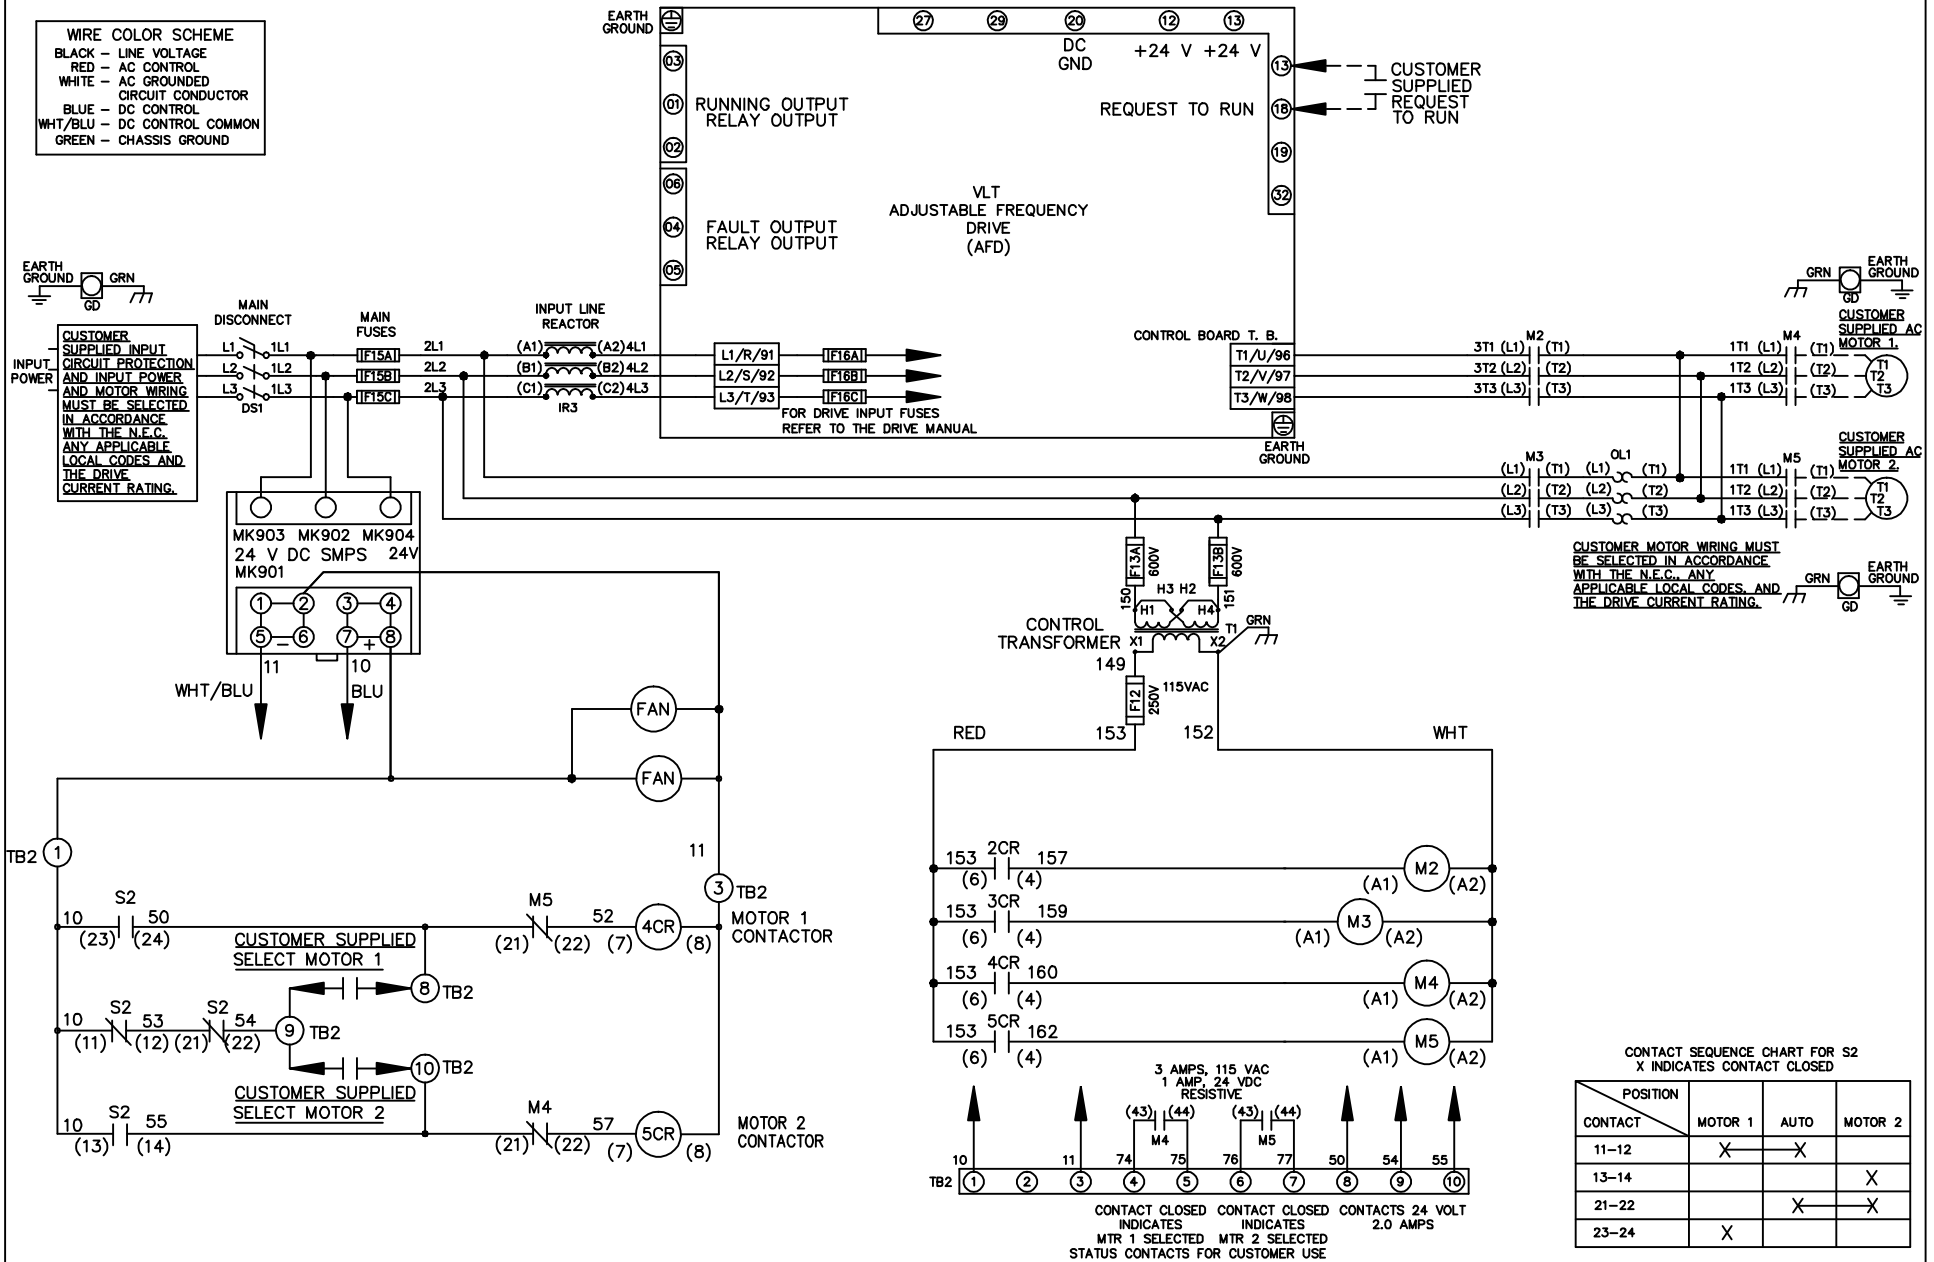 WIRE COLOR SCHEME
BLACK – LINE VOLTAGE
RED – AC CONTROL
WHITE – AC GROUNDED
CIRCUIT CONDUCTOR
BLUE – DC CONTROL
WHT/BLU – DC CONTROL COMMON
GREEN – CHASSIS GROUND
EARTH
GROUND
03
01
02
RUNNING OUTPUT
RELAY OUTPUT
06
04
05
FAULT OUTPUT
RELAY OUTPUT
27
29
20
12
13
DC
GND
+24 V
+24 V
13
18
19
32
REQUEST TO RUN
CUSTOMER
SUPPLIED
REQUEST
TO RUN
VLT
ADJUSTABLE FREQUENCY
DRIVE
(AFD)
EARTH
GROUND
GRN
GD
INPUT
POWER
CUSTOMER
SUPPLIED INPUT
CIRCUIT PROTECTION
AND INPUT POWER
AND MOTOR WIRING
MUST BE SELECTED
IN ACCORDANCE
WITH THE N.E.C.
ANY APPLICABLE
LOCAL CODES AND
THE DRIVE
CURRENT RATING.
MAIN
DISCONNECT
L1 1L1
L2 1L2
L3 1L3
DS1
MAIN
FUSES
F15A
F15B
F15C
2L1
2L2
2L3
INPUT LINE
REACTOR
(A1) (A2) 4L1
(B1) (B2) 4L2
(C1) (C2) 4L3
IR3
L1/R/91
L2/S/92
L3/T/93
F16A
F16B
F16C
FOR DRIVE INPUT FUSES
REFER TO THE DRIVE MANUAL
CONTROL BOARD T. B.
T1/U/96
T2/V/97
T3/W/98
EARTH
GROUND
M2
3T1 (L1) (T1)
3T2 (L2) (T2)
3T3 (L3) (T3)
M4
1T1 (L1) (T1)
1T2 (L2) (T2)
1T3 (L3) (T3)
T1
T2
T3
GRN
GD
EARTH
GROUND
CUSTOMER
SUPPLIED AC
MOTOR 1.
M3
(L1) (T1)
(L2) (T2)
(L3) (T3)
OL1
(L1) (T1)
(L2) (T2)
(L3) (T3)
M5
1T1 (L1) (T1)
1T2 (L2) (T2)
1T3 (L3) (T3)
T1
T2
T3
CUSTOMER
SUPPLIED AC
MOTOR 2.
CUSTOMER MOTOR WIRING MUST
BE SELECTED IN ACCORDANCE
WITH THE N.E.C., ANY
APPLICABLE LOCAL CODES, AND
THE DRIVE CURRENT RATING.
GRN
GD
EARTH
GROUND
MK903 MK902 MK904
24 V DC SMPS 24V
MK901
1 2 3 4
5 – 6 7 + 8
11
10
WHT/BLU
BLU
FAN
FAN
F13A
600V
F13B
600V
150
151
H3 H2
H1
H4
CONTROL
TRANSFORMER
T1
GRN
X1
X2
149
F12
250V
115VAC
153
152
RED
WHT
TB2 1
11
3 TB2
S2
10 50
(23) (24)
M5
(21) (22)
52
(7) 4CR (8)
MOTOR 1
CONTACTOR
CUSTOMER SUPPLIED
SELECT MOTOR 1
8 TB2
S2
S2
10 53 54
(11) (12) (21) (22)
9 TB2
10 TB2
CUSTOMER SUPPLIED
SELECT MOTOR 2
S2
10 55
(13) (14)
M4
(21) (22)
57
(7) 5CR (8)
MOTOR 2
CONTACTOR
153 2CR 157
(6) (4)
M2
(A1) (A2)
153 3CR 159
(6) (4)
M3
(A1) (A2)
153 4CR 160
(6) (4)
M4
(A1) (A2)
153 5CR 162
(6) (4)
M5
(A1) (A2)
3 AMPS, 115 VAC
1 AMP, 24 VDC
RESISTIVE
(43) (44)
M4
(43) (44)
M5
10 11 74 75 76 77 50 54 55
TB2 1 2 3 4 5 6 7 8 9 10
CONTACT CLOSED
INDICATES
MTR 1 SELECTED
CONTACT CLOSED
INDICATES
MTR 2 SELECTED
STATUS CONTACTS FOR CUSTOMER USE
CONTACTS 24 VOLT
2.0 AMPS
CONTACT SEQUENCE CHART FOR S2
X INDICATES CONTACT CLOSED
POSITION
CONTACT MOTOR 1 AUTO MOTOR 2
11–12 X X
13–14 X
21–22 X X
23–24 X